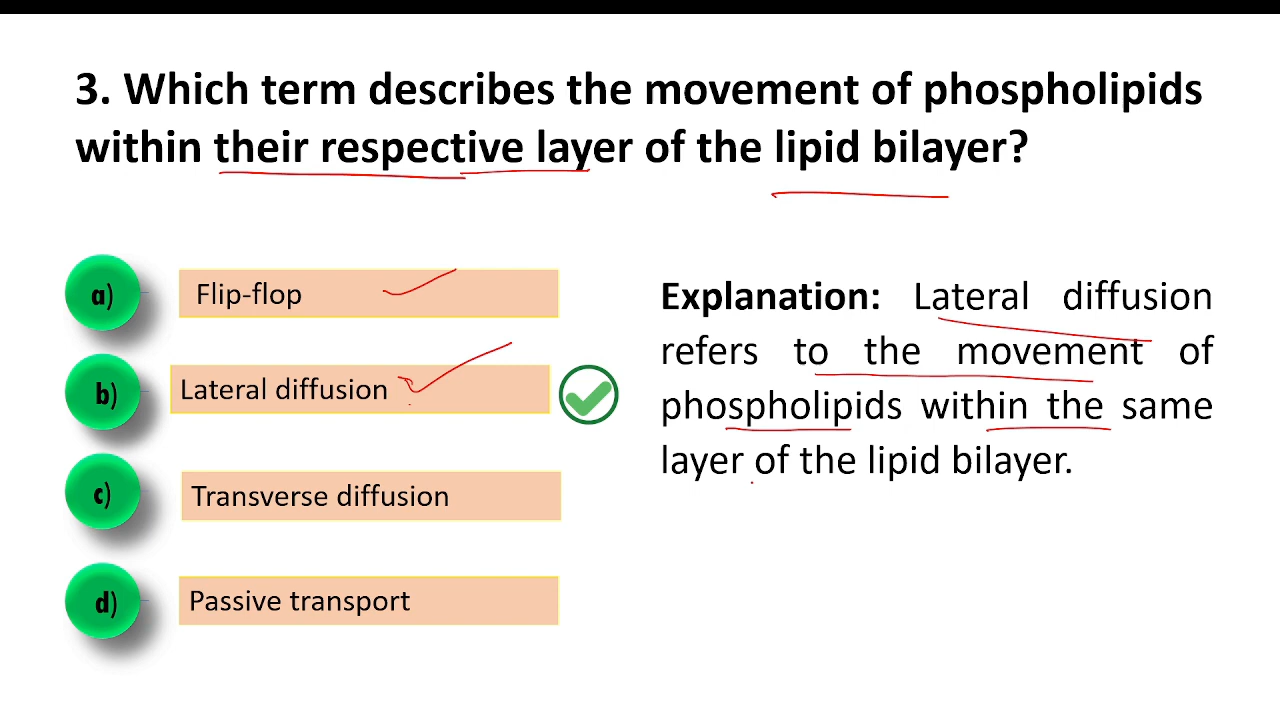 3. Which term describes the movement of phospholipids
within their respective layer of the lipid bilayer?
a) Flip-flop
b) Lateral diffusion
c) Transverse diffusion
d) Passive transport
Explanation: Lateral diffusion
refers to the movement of
phospholipids within the same
layer of the lipid bilayer.